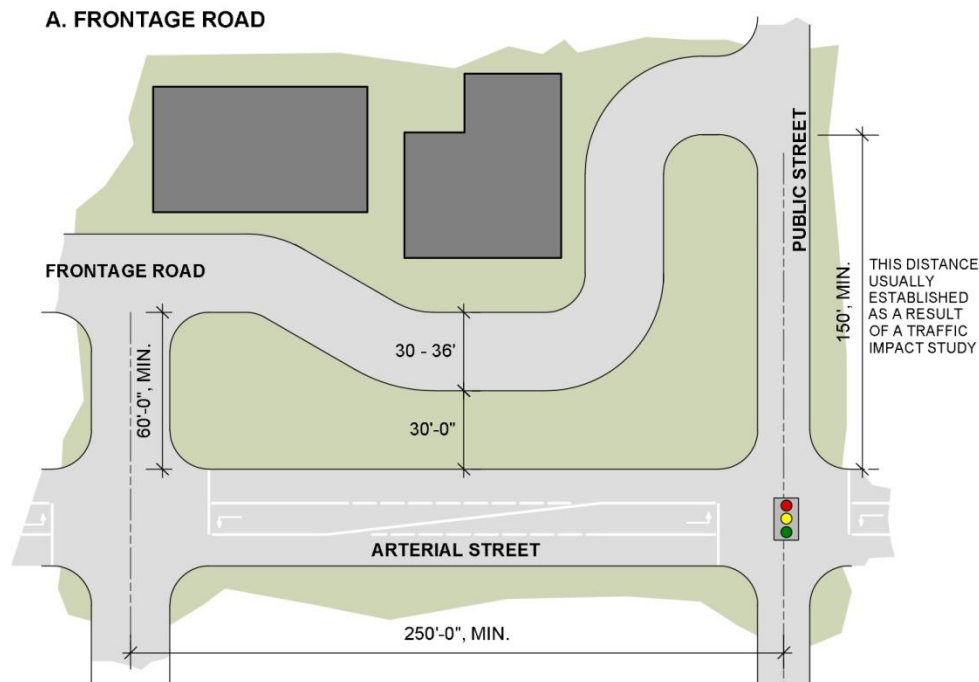 A. FRONTAGE ROAD
PUBLIC STREET
FRONTAGE ROAD
150', MIN.
THIS DISTANCE
USUALLY
ESTABLISHED
AS A RESULT
OF A TRAFFIC
IMPACT STUDY
60'-0", MIN.
30 - 36'
30'-0"
ARTERIAL STREET
250'-0", MIN.